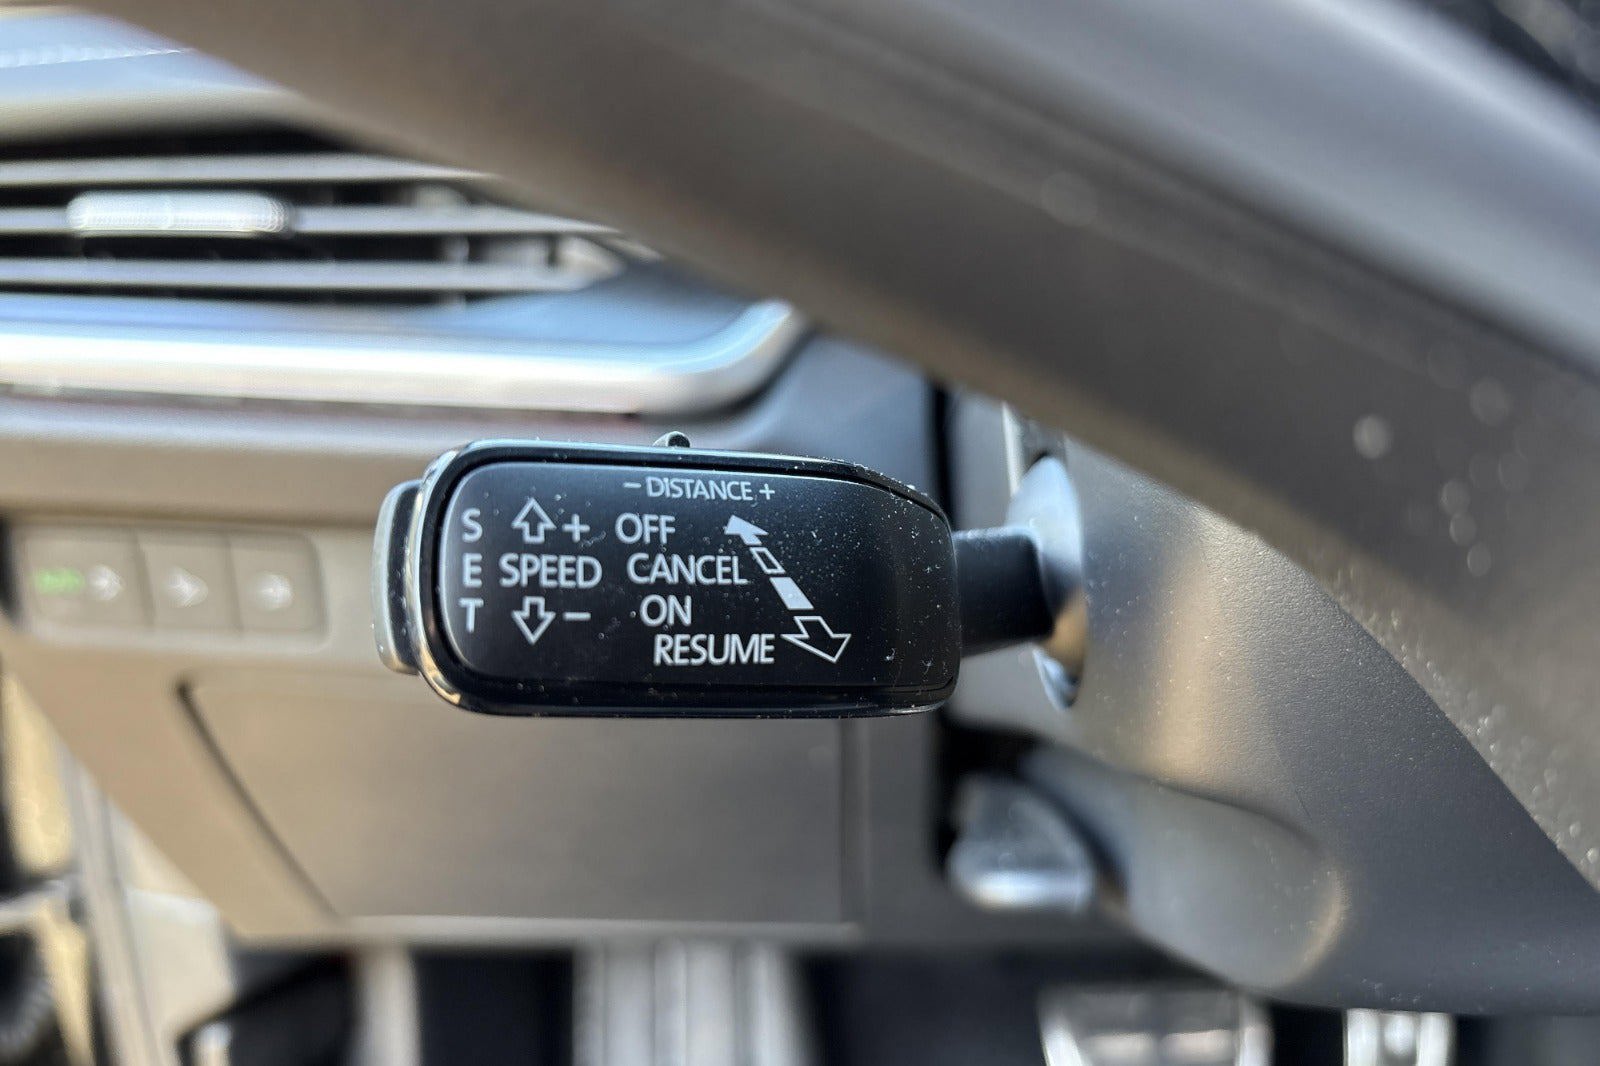 – DISTANCE +
S + OFF
E SPEED CANCEL
T – ON
RESUME